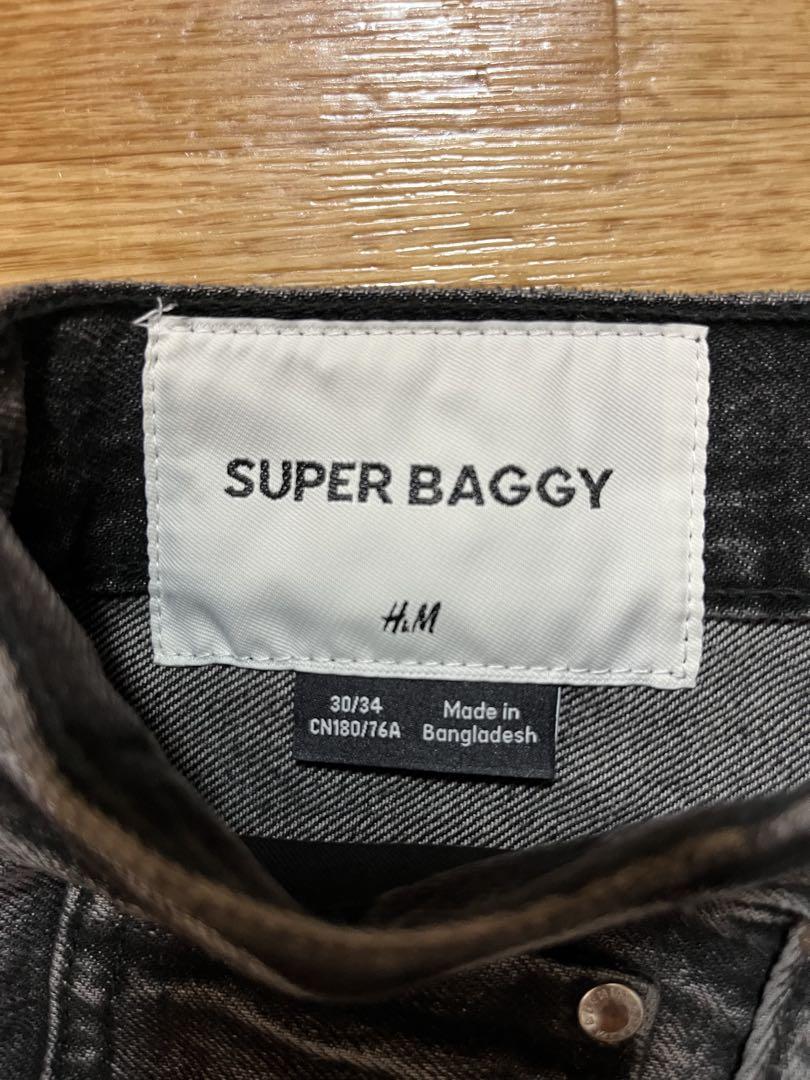 SUPER BAGGY
H&M
30/34
CN180/76A
Made in
Bangladesh